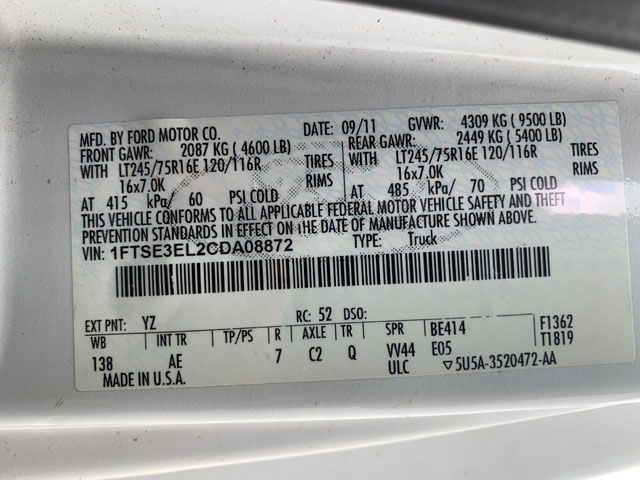 MFD. BY FORD MOTOR CO. DATE: 09/11 GVWR: 4309 KG (9500 LB)
FRONT GAWR: 2087 KG (4600 LB) REAR GAWR: 2449 KG (5400 LB)
WITH LT245/75R16E 120/116R TIRES WITH LT245/75R16E 120/116R TIRES
16x7.0K RIMS 16x7.0K RIMS
AT 415 kPa/ 60 PSI COLD AT 485 kPa/ 70 PSI COLD
THIS VEHICLE CONFORMS TO ALL APPLICABLE FEDERAL MOTOR VEHICLE SAFETY AND THEFT
PREVENTION STANDARDS IN EFFECT ON THE DATE OF MANUFACTURE SHOWN ABOVE.
VIN: 1FTSE3EL2CDA08872 TYPE: Truck
EXT PNT: YZ RC: 52 DSO:
WB INT TR TP/PS R AXLE TR SPR BE414 F1362
138 AE 7 C2 Q VV44 E05 T1819
MADE IN U.S.A. ULC ▽5U5A-3520472-AA